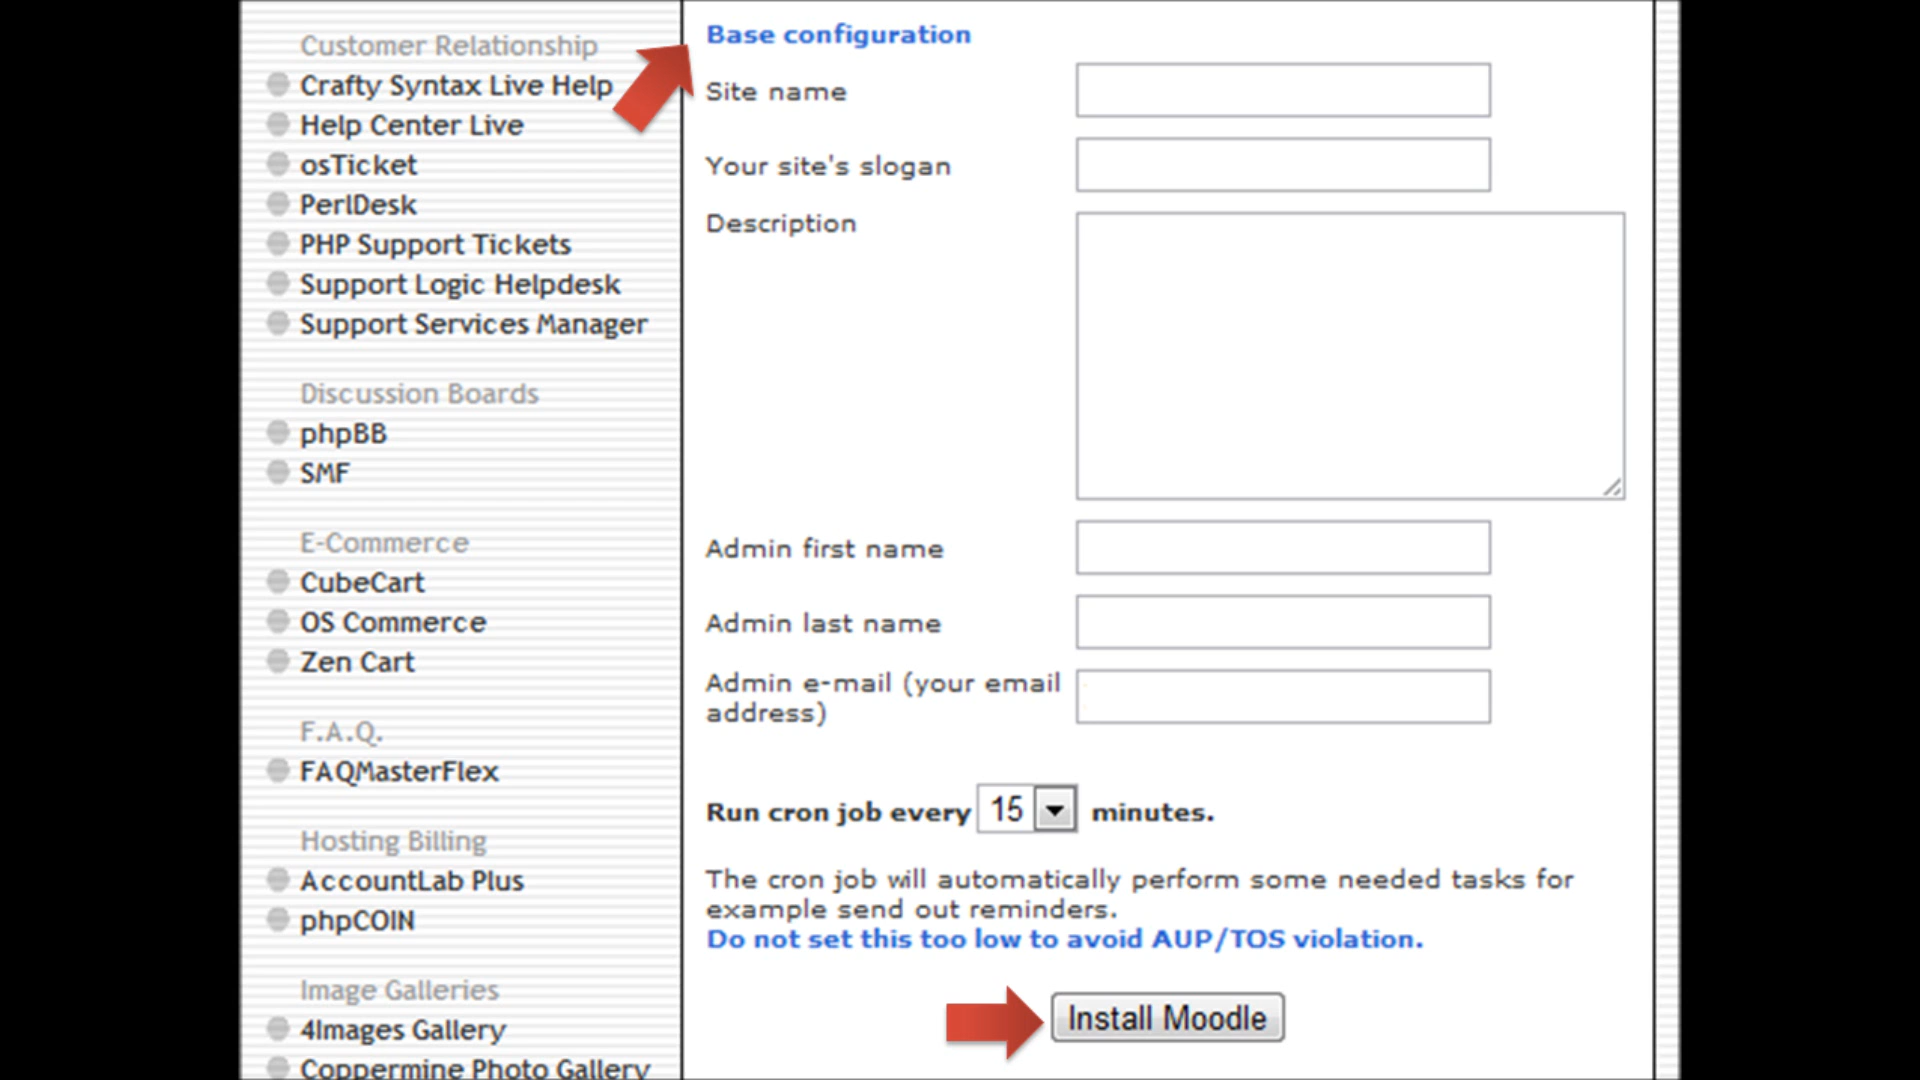 Customer Relationship
Crafty Syntax Live Help
Help Center Live
osTicket
PerlDesk
PHP Support Tickets
Support Logic Helpdesk
Support Services Manager
Discussion Boards
phpBB
SMF
E-Commerce
CubeCart
OS Commerce
Zen Cart
F.A.Q.
FAQMasterFlex
Hosting Billing
AccountLab Plus
phpCOIN
Image Galleries
4Images Gallery
Coppermine Photo Gallery
Base configuration
Site name
Your site's slogan
Description
Admin first name
Admin last name
Admin e-mail (your email
address)
Run cron job every 15 minutes.
The cron job will automatically perform some needed tasks for
example send out reminders.
Do not set this too low to avoid AUP/TOS violation.
Install Moodle